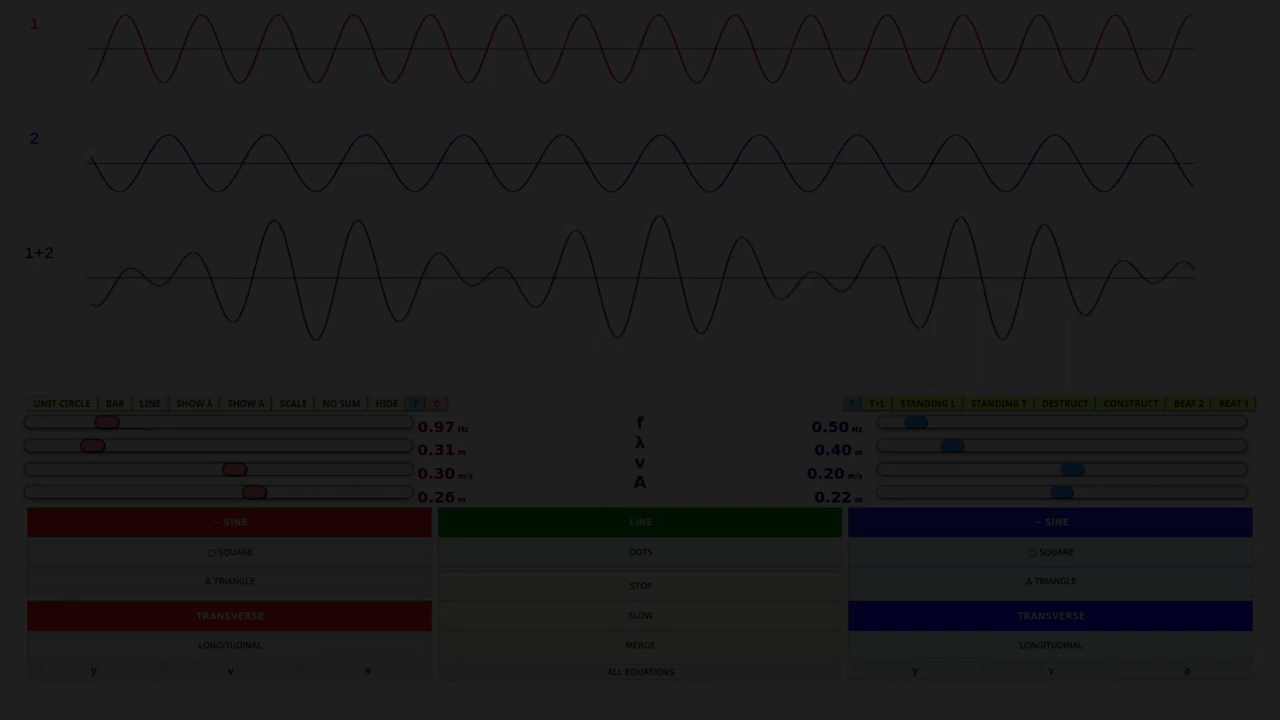 1
2
1+2
UNIT CIRCLE BAR LINE SHOW λ SHOW A SCALE NO SUM HIDE ? C ? T+L STANDING L STANDING T DESTRUCT CONSTRUCT BEAT 2 BEAT 1
0.97 Hz f 0.50 Hz
0.31 m λ 0.40 m
0.30 m/s v 0.20 m/s
0.26 m A 0.22 m
~ SINE LINE ~ SINE
▢ SQUARE DOTS ▢ SQUARE
Δ TRIANGLE STOP Δ TRIANGLE
TRANSVERSE SLOW TRANSVERSE
LONGITUDINAL MERGE LONGITUDINAL
y v a ALL EQUATIONS y v a